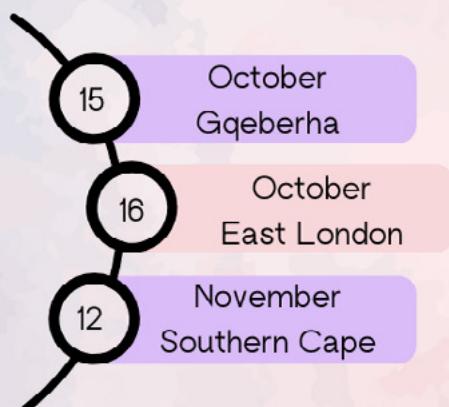 15
October
Gqeberha
16
October
East London
12
November
Southern Cape